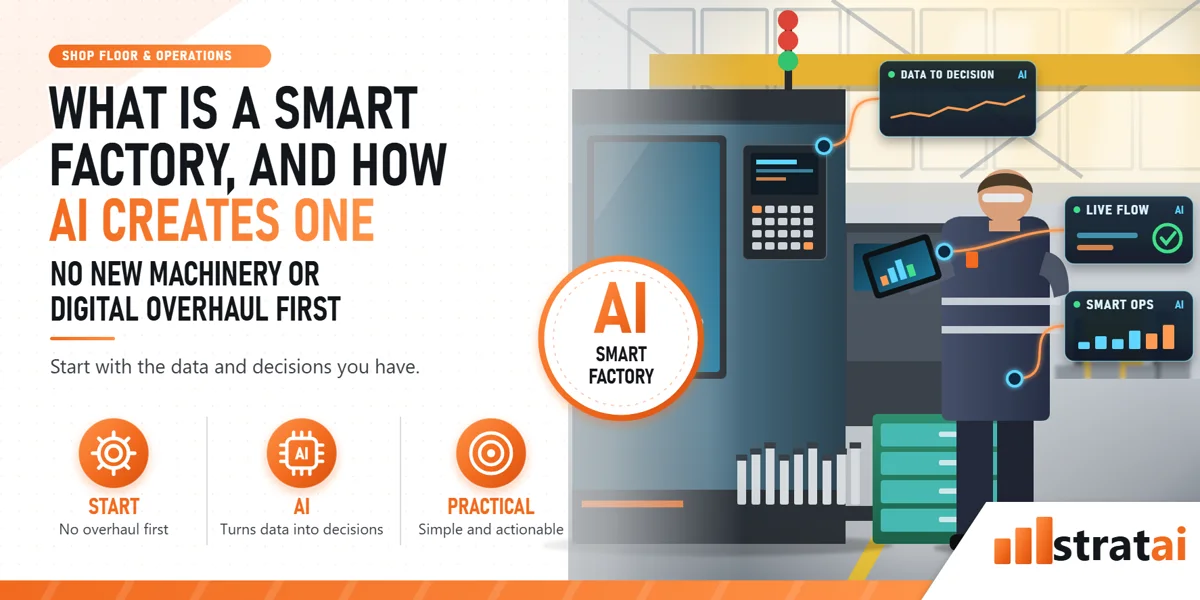 SHOP FLOOR & OPERATIONS
WHAT IS A SMART
FACTORY, AND HOW
AI CREATES ONE
NO NEW MACHINERY OR
DIGITAL OVERHAUL FIRST
Start with the data and decisions you have.
AI
START
No overhaul first
AI
Turns data into decisions
PRACTICAL
Simple and actionable
AI
SMART
FACTORY
DATA TO DECISION AI
LIVE FLOW AI
SMART OPS AI
stratai